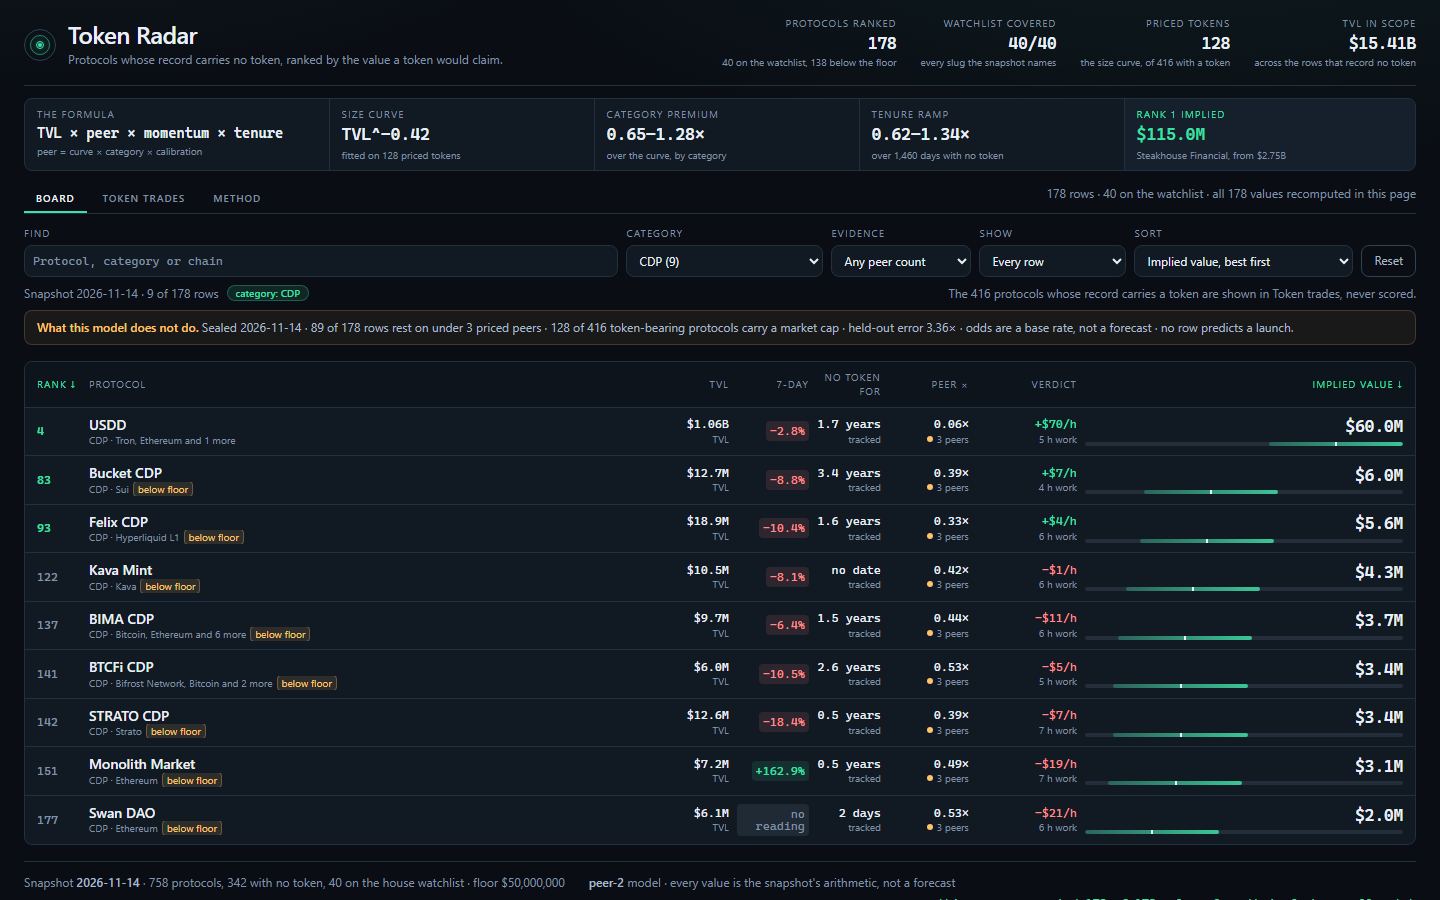 Token Radar
Protocols whose record carries no token, ranked by the value a token would claim.
PROTOCOLS RANKED
178
40 on the watchlist, 138 below the floor
WATCHLIST COVERED
40/40
every slug the snapshot names
PRICED TOKENS
128
the size curve, of 416 with a token
TVL IN SCOPE
$15.41B
across the rows that record no token
THE FORMULA
TVL × peer × momentum × tenure
peer = curve × category × calibration
SIZE CURVE
TVL^−0.42
fitted on 128 priced tokens
CATEGORY PREMIUM
0.65–1.28×
over the curve, by category
TENURE RAMP
0.62–1.34×
over 1,460 days with no token
RANK 1 IMPLIED
$115.0M
Steakhouse Financial, from $2.75B
BOARD TOKEN TRADES METHOD
178 rows · 40 on the watchlist · all 178 values recomputed in this page
FIND
Protocol, category or chain
CATEGORY
CDP (9)
EVIDENCE
Any peer count
SHOW
Every row
SORT
Implied value, best first
Reset
Snapshot 2026-11-14 · 9 of 178 rows category: CDP
The 416 protocols whose record carries a token are shown in Token trades, never scored.
What this model does not do. Sealed 2026-11-14 · 89 of 178 rows rest on under 3 priced peers · 128 of 416 token-bearing protocols carry a market cap · held-out error 3.36× · odds are a base rate, not a forecast · no row predicts a launch.
RANK ↓ PROTOCOL TVL 7-DAY NO TOKEN FOR PEER × VERDICT IMPLIED VALUE ↓
4 USDD $1.06B −2.8% 1.7 years 0.06× +$70/h $60.0M
CDP · Tron, Ethereum and 1 more TVL tracked 3 peers 5 h work
83 Bucket CDP $12.7M −8.8% 3.4 years 0.39× +$7/h $6.0M
CDP · Sui below floor TVL tracked 3 peers 4 h work
93 Felix CDP $18.9M −10.4% 1.6 years 0.33× +$4/h $5.6M
CDP · Hyperliquid L1 below floor TVL tracked 3 peers 6 h work
122 Kava Mint $10.5M −8.1% no date 0.42× −$1/h $4.3M
CDP · Kava below floor TVL tracked 3 peers 6 h work
137 BIMA CDP $9.7M −6.4% 1.5 years 0.44× −$11/h $3.7M
CDP · Bitcoin, Ethereum and 6 more below floor TVL tracked 3 peers 6 h work
141 BTCFi CDP $6.0M −10.5% 2.6 years 0.53× −$5/h $3.4M
CDP · Bifrost Network, Bitcoin and 2 more below floor TVL tracked 3 peers 5 h work
142 STRATO CDP $12.6M −18.4% 0.5 years 0.39× −$7/h $3.4M
CDP · Strato below floor TVL tracked 3 peers 7 h work
151 Monolith Market $7.2M +162.9% 0.5 years 0.49× −$19/h $3.1M
CDP · Ethereum below floor TVL tracked 3 peers 7 h work
177 Swan DAO $6.1M no reading 2 days 0.53× −$21/h $2.0M
CDP · Ethereum below floor TVL tracked 3 peers 6 h work
Snapshot 2026-11-14 · 758 protocols, 342 with no token, 40 on the house watchlist · floor $50,000,000 peer-2 model · every value is the snapshot's arithmetic, not a forecast